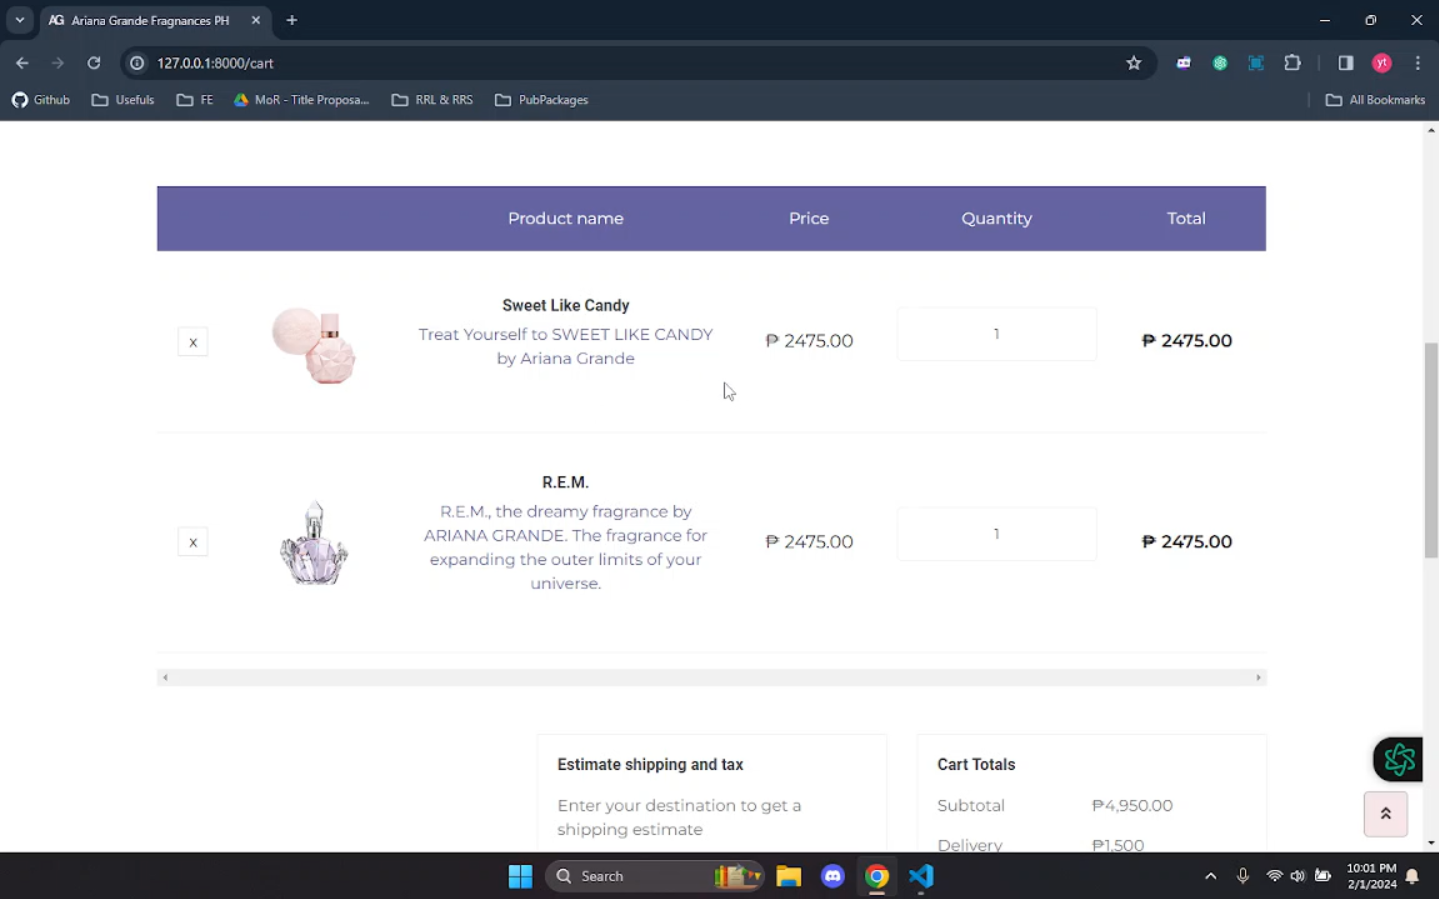 AG Ariana Grande Fragnances PH
127.0.0.1:8000/cart
yt
Github Usefuls FE MoR - Title Proposa... RRL & RRS PubPackages All Bookmarks
Product name Price Quantity Total
Sweet Like Candy
Treat Yourself to SWEET LIKE CANDY
by Ariana Grande
x ₱ 2475.00 1 ₱ 2475.00
R.E.M.
R.E.M., the dreamy fragrance by
ARIANA GRANDE. The fragrance for
expanding the outer limits of your
universe.
x ₱ 2475.00 1 ₱ 2475.00
Estimate shipping and tax
Enter your destination to get a
shipping estimate
Cart Totals
Subtotal ₱4,950.00
Delivery ₱1,500
Search
10:01 PM
2/1/2024